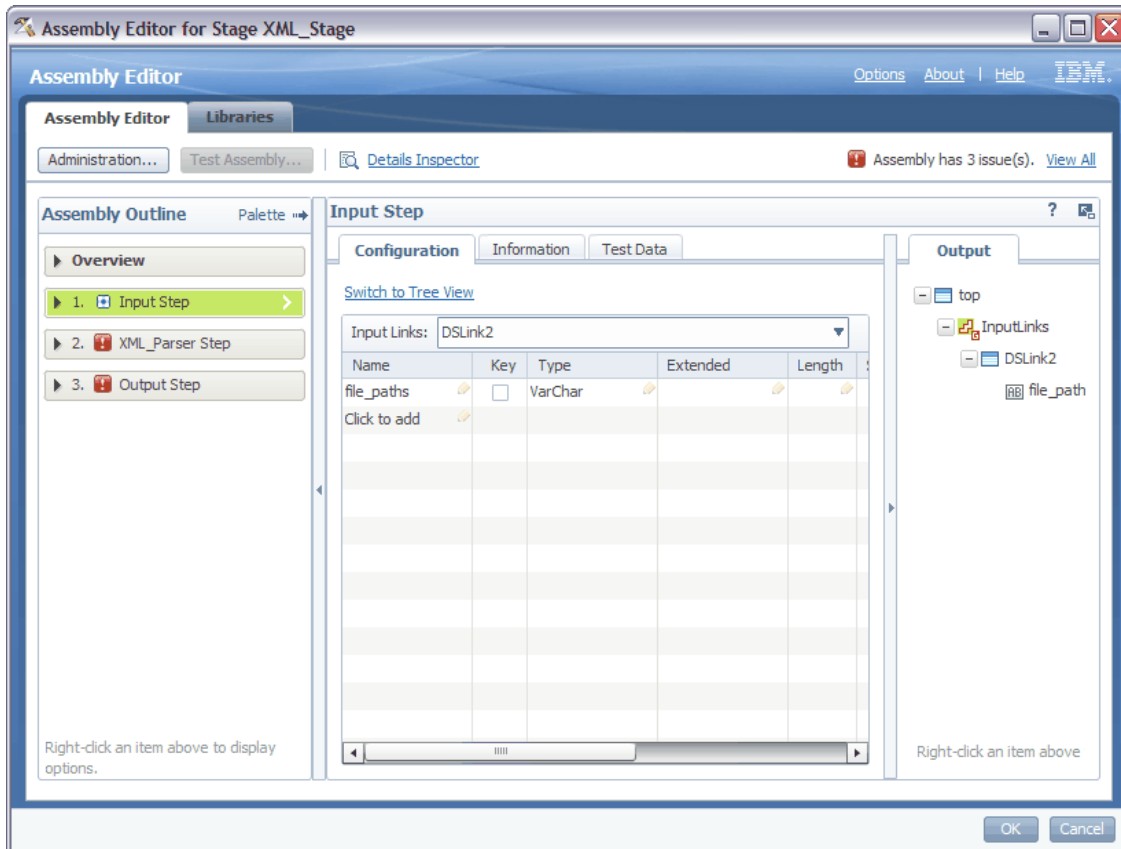 Assembly Editor for Stage XML_Stage
Assembly Editor
Options About | Help IBM.
Assembly Editor Libraries
Administration... Test Assembly... Details Inspector Assembly has 3 issue(s). View All
Assembly Outline Palette
Overview
1. Input Step
2. XML_Parser Step
3. Output Step
Right-click an item above to display
options.
Input Step ?
Configuration Information Test Data
Switch to Tree View
Input Links: DSLink2
Name Key Type Extended Length
file_paths VarChar
Click to add
Output
top
InputLinks
DSLink2
AB file_path
Right-click an item above
OK Cancel